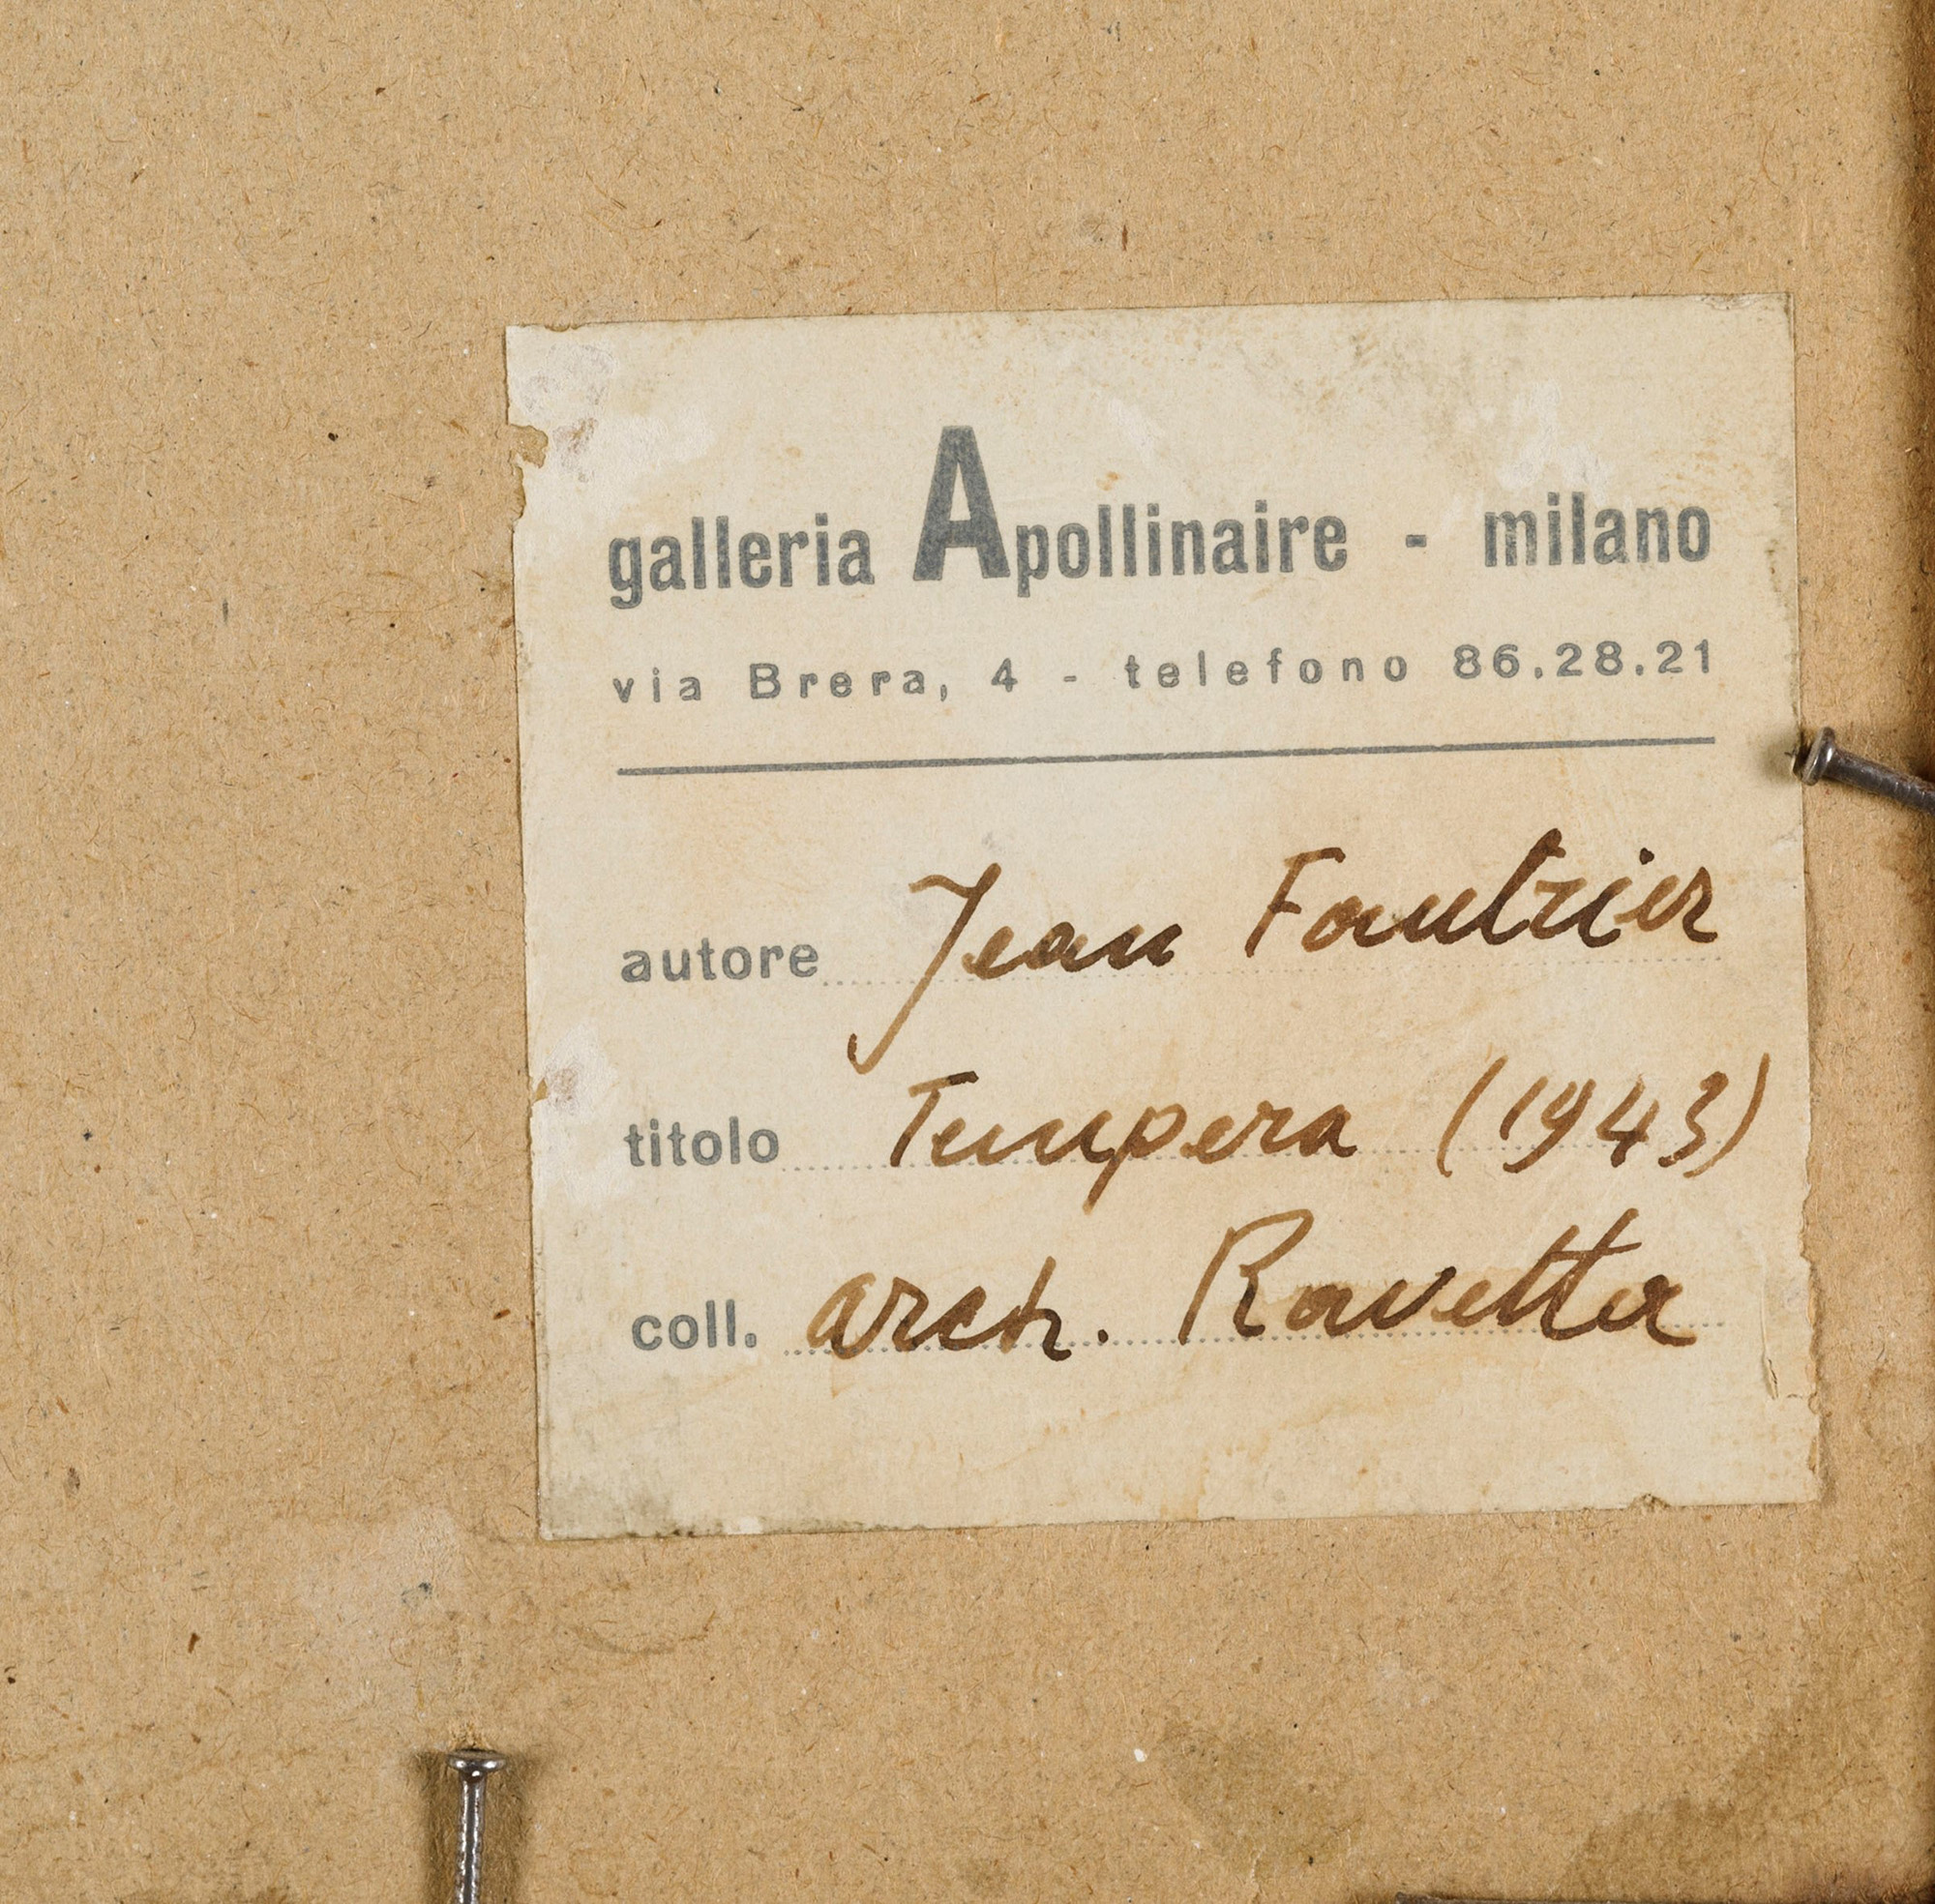 galleria Apollinaire - milano
via Brera, 4 - telefono 86.28.21
autore Jean Fautrier
titolo Tempera (1943)
coll. arch. Ravetta